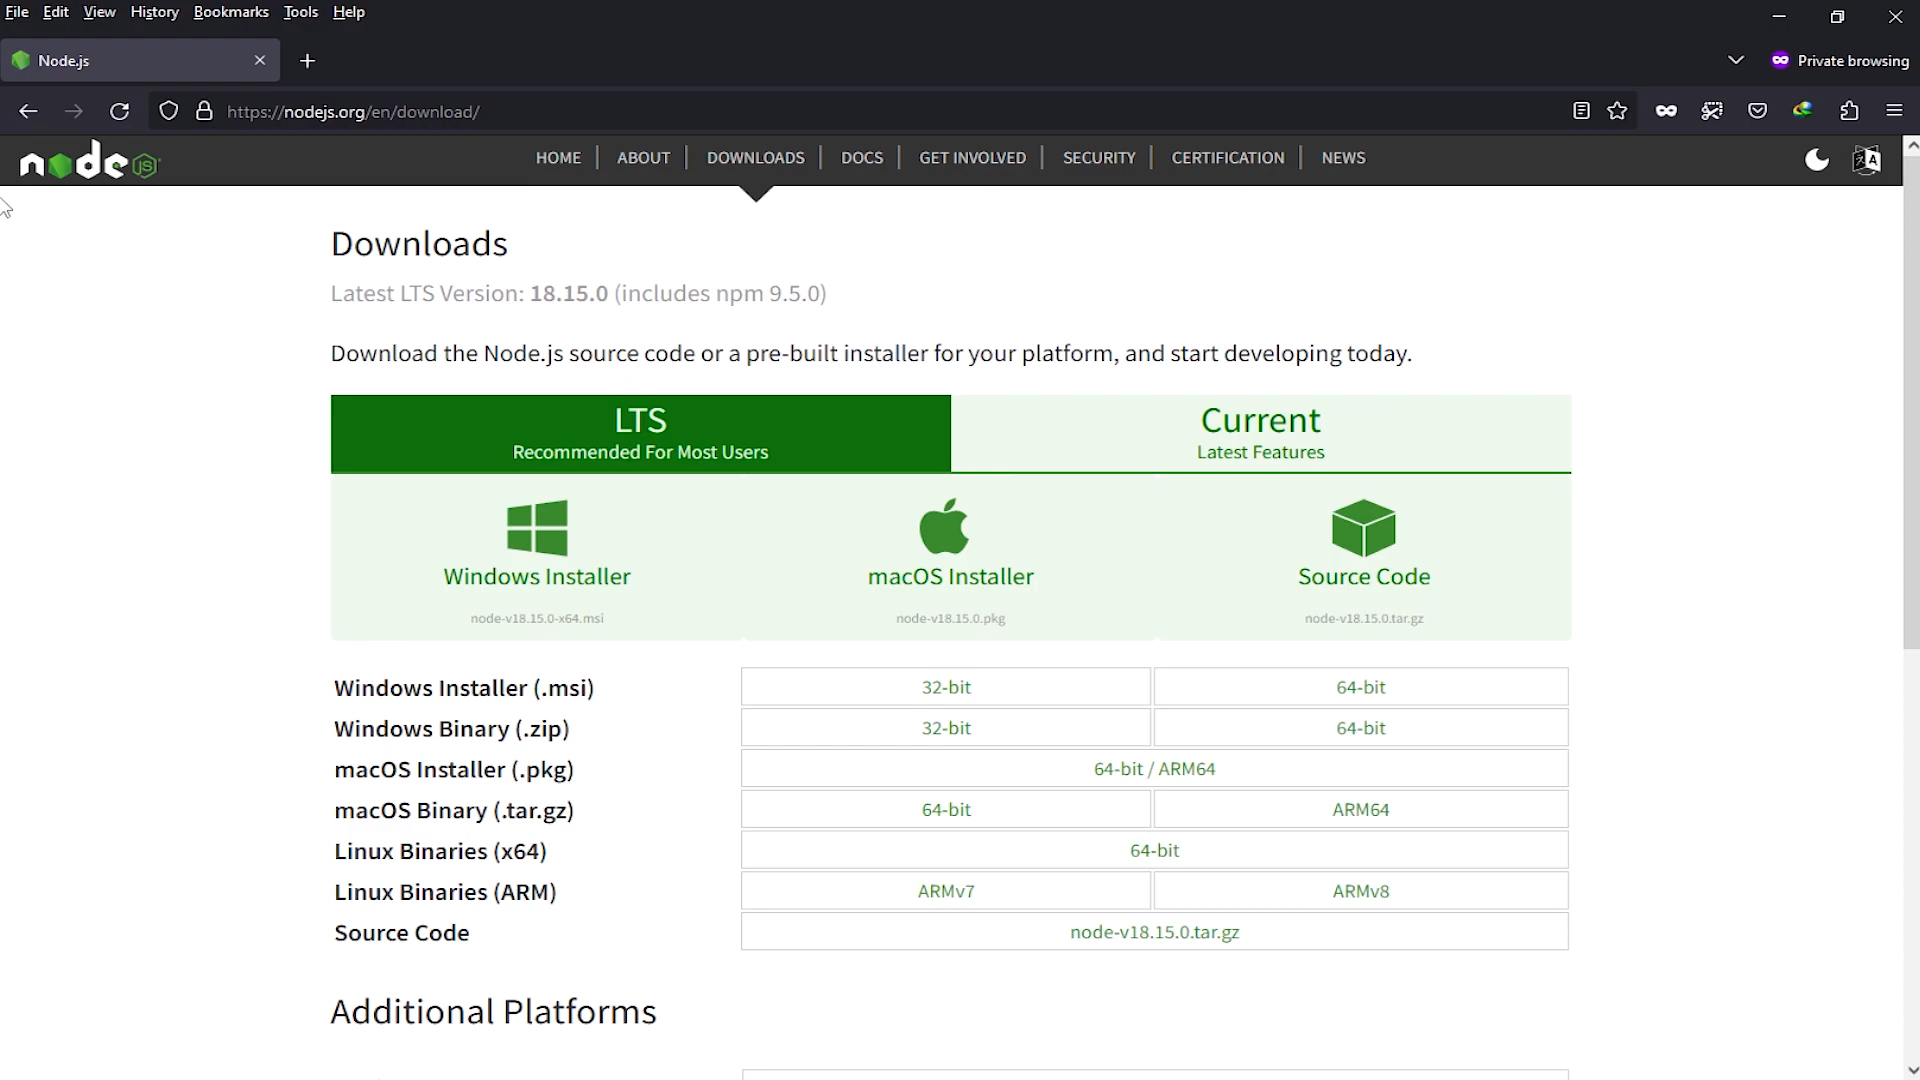 File Edit View History Bookmarks Tools Help
Node.js
Private browsing
https://nodejs.org/en/download/
node JS
HOME ABOUT DOWNLOADS DOCS GET INVOLVED SECURITY CERTIFICATION NEWS
Downloads
Latest LTS Version: 18.15.0 (includes npm 9.5.0)
Download the Node.js source code or a pre-built installer for your platform, and start developing today.
LTS
Recommended For Most Users
Current
Latest Features
Windows Installer
node-v18.15.0-x64.msi
macOS Installer
node-v18.15.0.pkg
Source Code
node-v18.15.0.tar.gz
Windows Installer (.msi) 32-bit 64-bit
Windows Binary (.zip) 32-bit 64-bit
macOS Installer (.pkg) 64-bit / ARM64
macOS Binary (.tar.gz) 64-bit ARM64
Linux Binaries (x64) 64-bit
Linux Binaries (ARM) ARMv7 ARMv8
Source Code node-v18.15.0.tar.gz
Additional Platforms